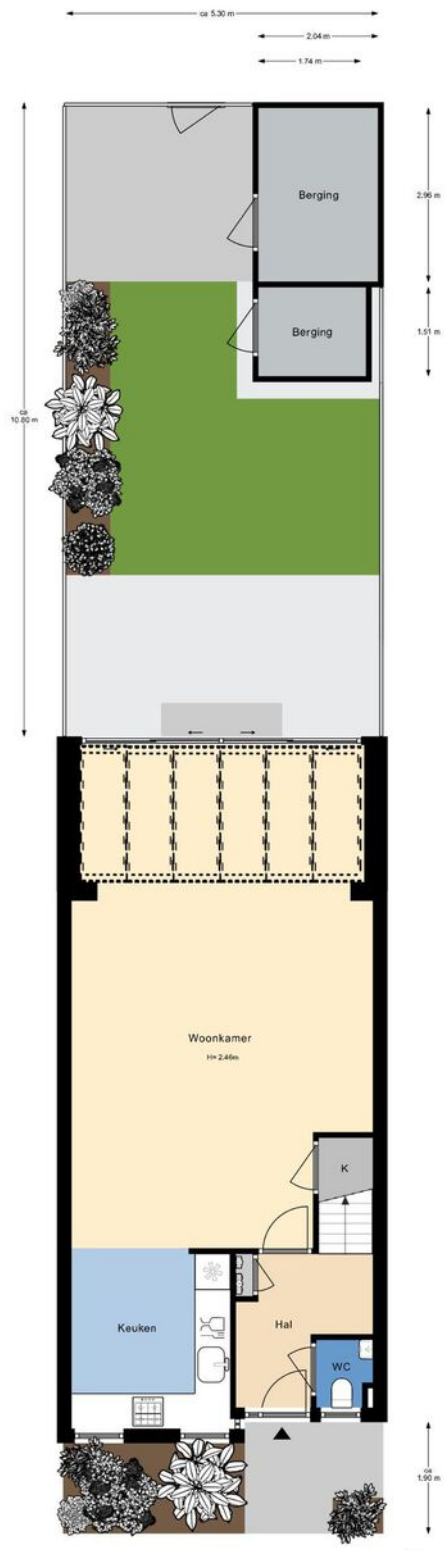 ca 5.30 m
2.04 m
1.74 m
Berging
2.96 m
Berging
1.51 m
ca
10.80 m
Woonkamer
H= 2.46m
K
Keuken
Hal
WC
ca
1.90 m